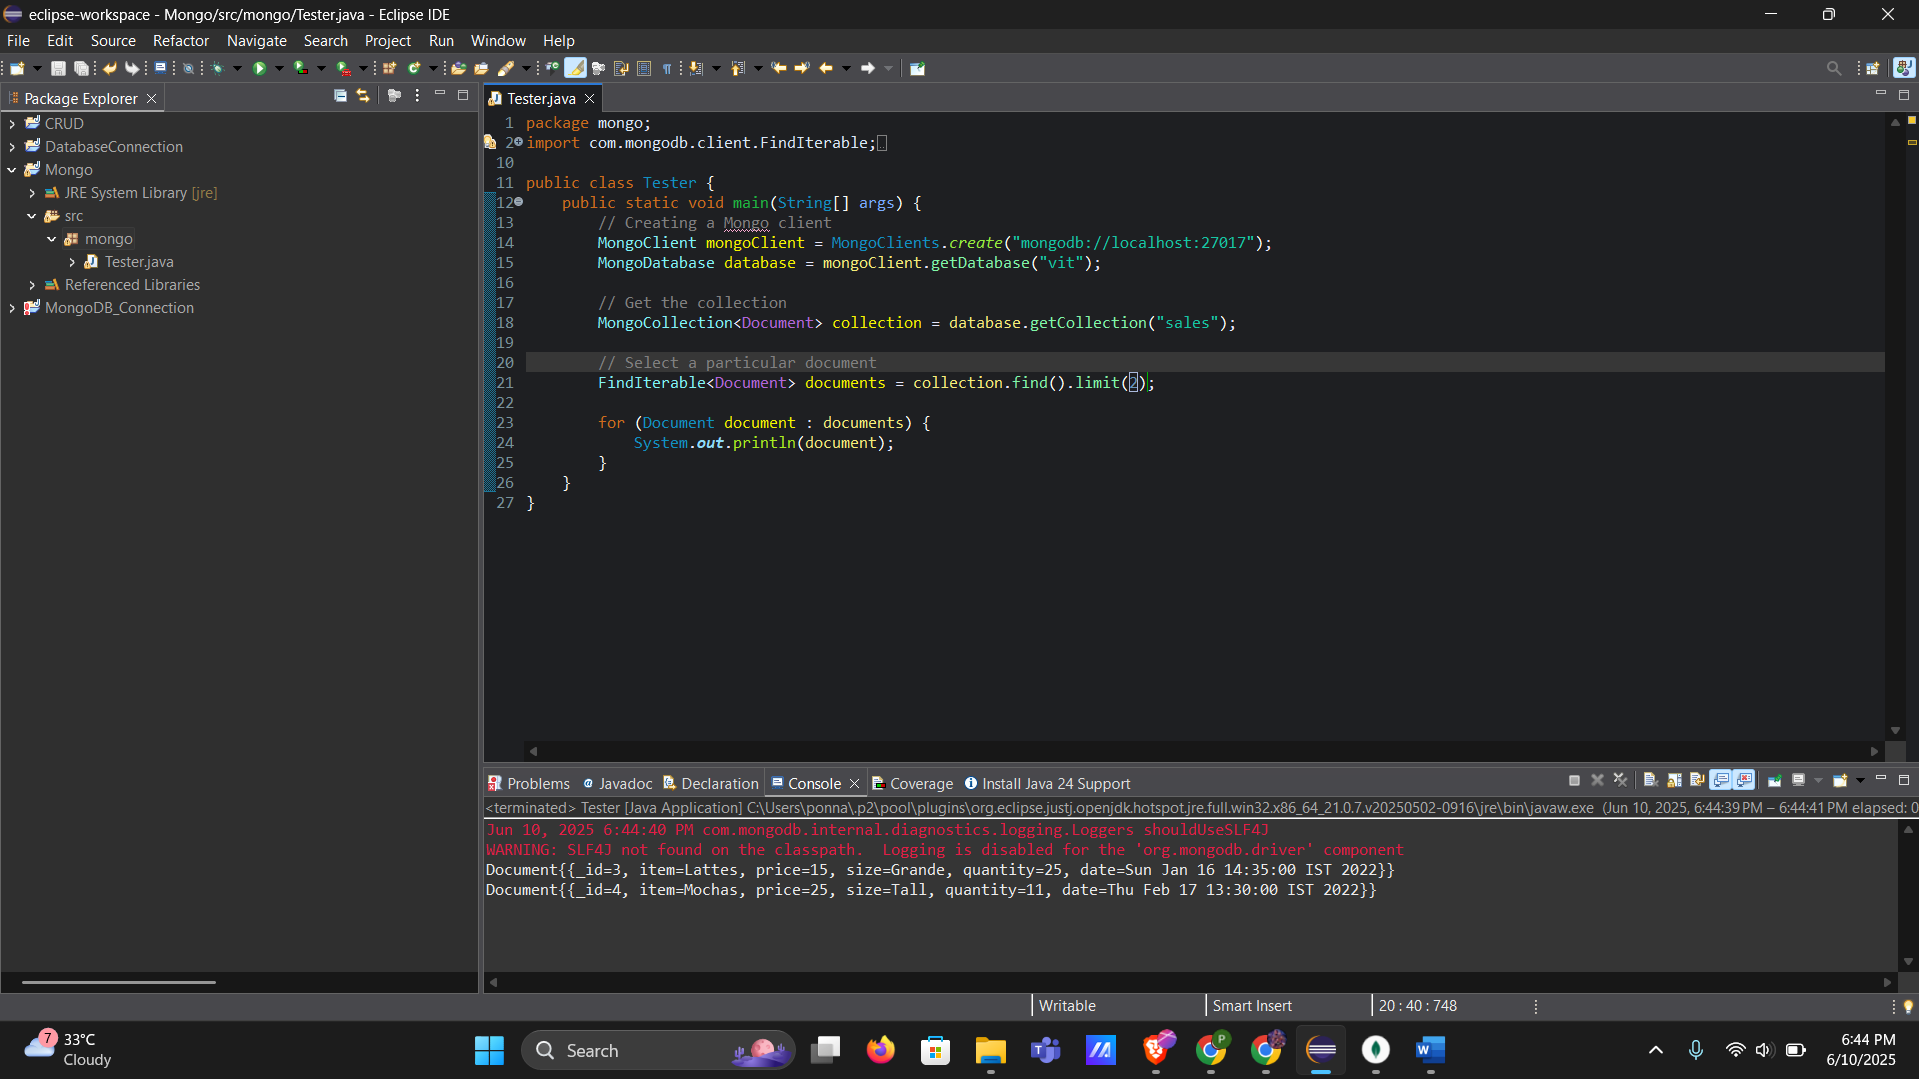 eclipse-workspace - Mongo/src/mongo/Tester.java - Eclipse IDE
File Edit Source Refactor Navigate Search Project Run Window Help
Package Explorer
CRUD
DatabaseConnection
Mongo
JRE System Library [jre]
src
mongo
Tester.java
Referenced Libraries
MongoDB_Connection
Tester.java
1 package mongo;
2 import com.mongodb.client.FindIterable;
10
11 public class Tester {
12 public static void main(String[] args) {
13 // Creating a Mongo client
14 MongoClient mongoClient = MongoClients.create("mongodb://localhost:27017");
15 MongoDatabase database = mongoClient.getDatabase("vit");
16
17 // Get the collection
18 MongoCollection<Document> collection = database.getCollection("sales");
19
20 // Select a particular document
21 FindIterable<Document> documents = collection.find().limit(2);
22
23 for (Document document : documents) {
24 System.out.println(document);
25 }
26 }
27 }
Problems Javadoc Declaration Console Coverage Install Java 24 Support
<terminated> Tester [Java Application] C:\Users\ponna\.p2\pool\plugins\org.eclipse.justj.openjdk.hotspot.jre.full.win32.x86_64_21.0.7.v20250502-0916\jre\bin\javaw.exe (Jun 10, 2025, 6:44:39 PM – 6:44:41 PM elapsed: 0
Jun 10, 2025 6:44:40 PM com.mongodb.internal.diagnostics.logging.Loggers shouldUseSLF4J
WARNING: SLF4J not found on the classpath.  Logging is disabled for the 'org.mongodb.driver' component
Document{{_id=3, item=Lattes, price=15, size=Grande, quantity=25, date=Sun Jan 16 14:35:00 IST 2022}}
Document{{_id=4, item=Mochas, price=25, size=Tall, quantity=11, date=Thu Feb 17 13:30:00 IST 2022}}
Writable Smart Insert 20 : 40 : 748
7
33°C
Cloudy
Search
P
6:44 PM
6/10/2025